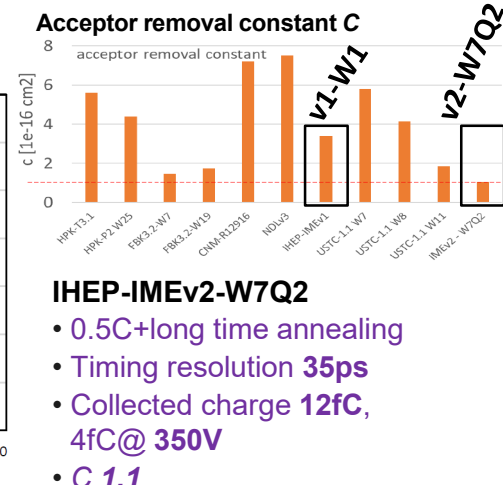 Acceptor removal constant C
acceptor removal constant
v1-W1
v2-W7Q2
c [1e-16 cm2]
8
6
4
2
0
HPK-T3.1
HPK-P2 W25
FBK3.2-W7
FBK3.2-W19
CNM-R12916
NDLv3
IHEP-IMEv1
USTC-1.1 W7
USTC-1.1 W8
USTC-1.1 W11
IMEv2 - W7Q2
IHEP-IMEv2-W7Q2
• 0.5C+long time annealing
• Timing resolution 35ps
• Collected charge 12fC,
4fC@ 350V
• C 1.1
0